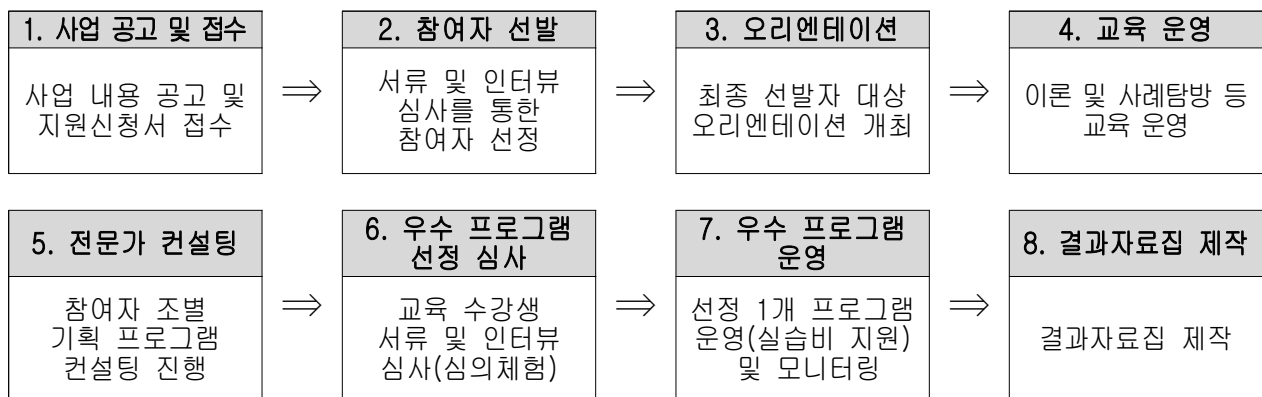 1. 사업 공고 및 접수
사업 내용 공고 및
지원신청서 접수
⇒
2. 참여자 선발
서류 및 인터뷰
심사를 통한
참여자 선정
⇒
3. 오리엔테이션
최종 선발자 대상
오리엔테이션 개최
⇒
4. 교육 운영
이론 및 사례탐방 등
교육 운영
5. 전문가 컨설팅
참여자 조별
기획 프로그램
컨설팅 진행
⇒
6. 우수 프로그램
선정 심사
교육 수강생
서류 및 인터뷰
심사(심의체험)
⇒
7. 우수 프로그램
운영
선정 1개 프로그램
운영(실습비 지원)
및 모니터링
⇒
8. 결과자료집 제작
결과자료집 제작